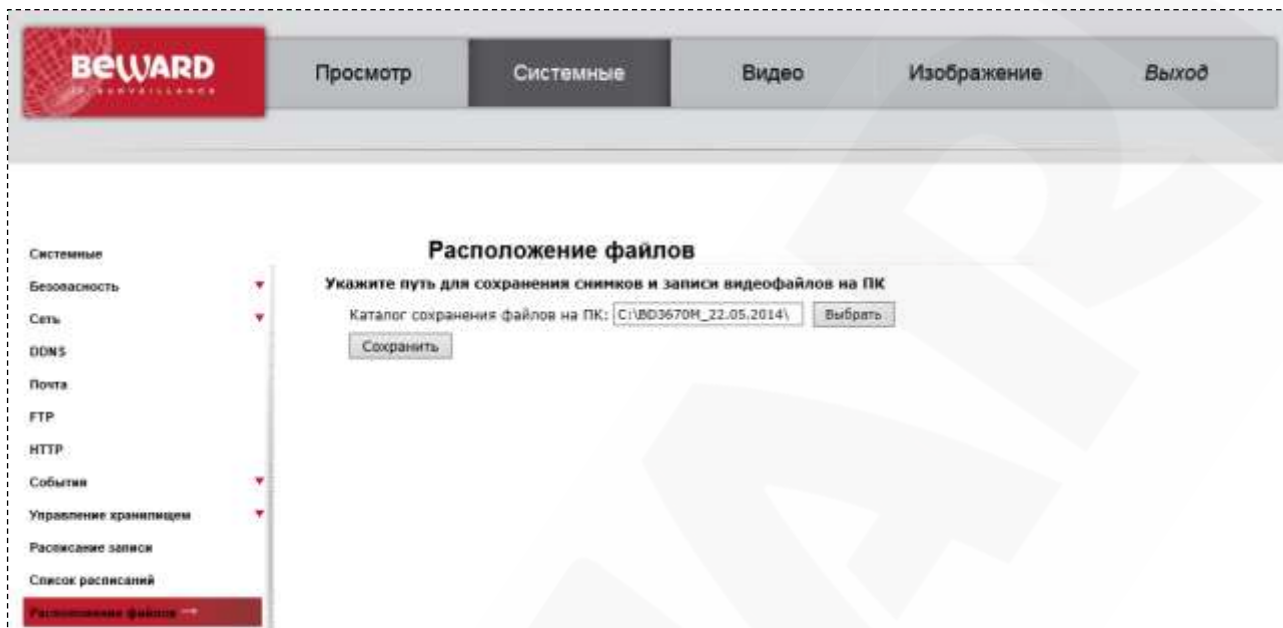 BEWARD
IP SURVEILLANCE
Просмотр
Системные
Видео
Изображение
Выход
Системные
Безопасность
Сеть
DDNS
Почта
FTP
HTTP
События
Управление хранилищем
Расписание записи
Список расписаний
Расположение файлов →
Расположение файлов
Укажите путь для сохранения снимков и записи видеофайлов на ПК
Каталог сохранения файлов на ПК: C:\BD3670M_22.05.2014\ Выбрать
Сохранить